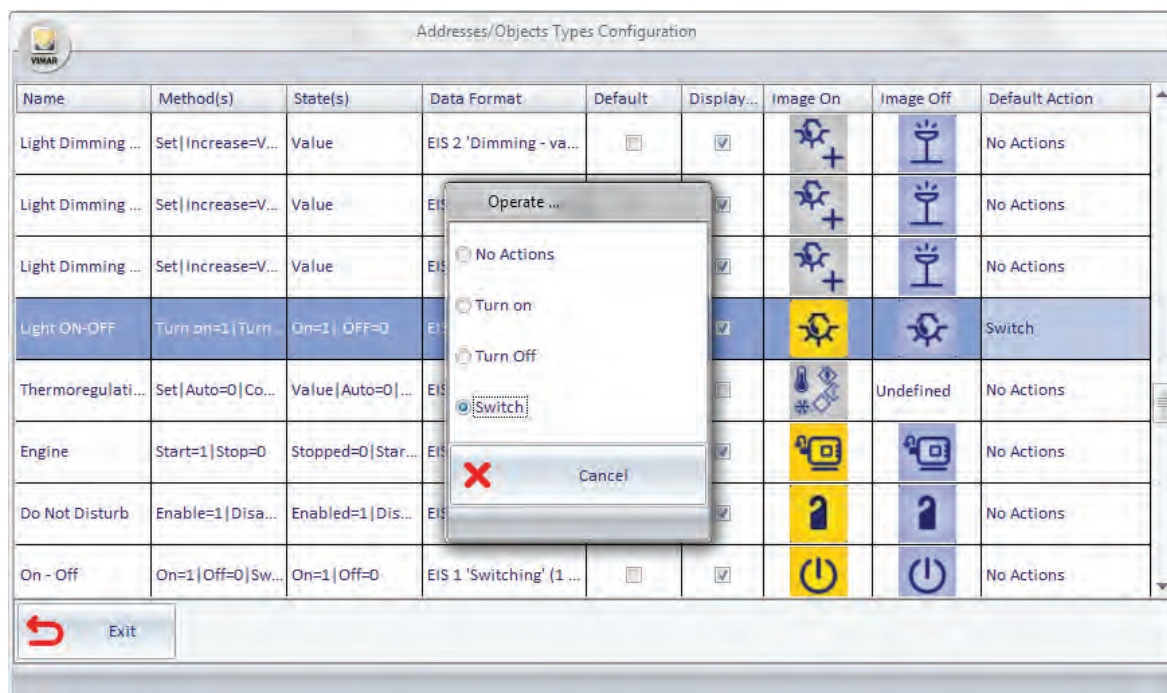 Addresses/Objects Types Configuration
VIMAR
Name Method(s) State(s) Data Format Default Display... Image On Image Off Default Action
Light Dimming ... Set|Increase=V... Value EIS 2 'Dimming - va... No Actions
Light Dimming ... Set|Increase=V... Value EIS No Actions
Light Dimming ... Set|Increase=V... Value EIS No Actions
Light ON-OFF Turn on=1|Turn On=1| OFF=0 EIS Switch
Thermoregulati... Set|Auto=0|Co... Value|Auto=0|... EIS Undefined No Actions
Engine Start=1|Stop=0 Stopped=0|Star... EIS No Actions
Do Not Disturb Enable=1|Disa... Enabled=1|Dis... EIS No Actions
On - Off On=1|Off=0|Sw... On=1|Off=0 EIS 1 'Switching' (1 ... No Actions
Operate ...
No Actions
Turn on
Turn Off
Switch
Cancel
Exit